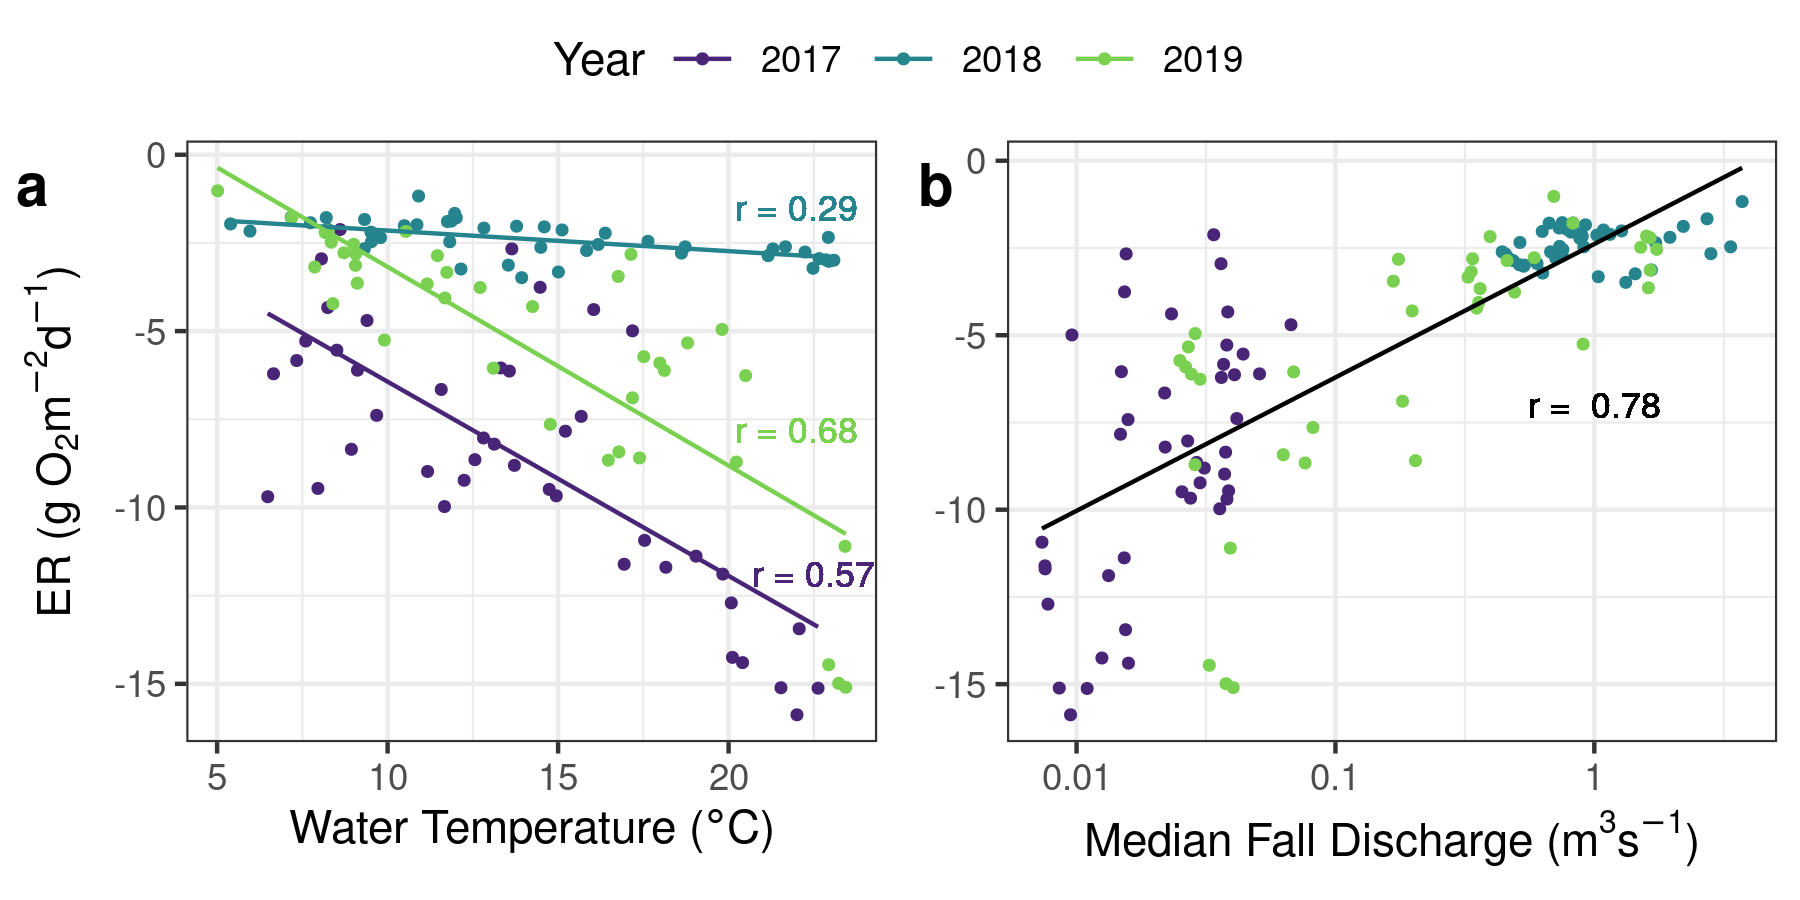 Year 2017 2018 2019
a
b
ER (g O₂m⁻²d⁻¹)
0
-5
-10
-15
r = 0.29
r = 0.68
r = 0.57
5 10 15 20
Water Temperature (°C)
0
-5
-10
-15
r = 0.78
0.01 0.1 1
Median Fall Discharge (m³s⁻¹)